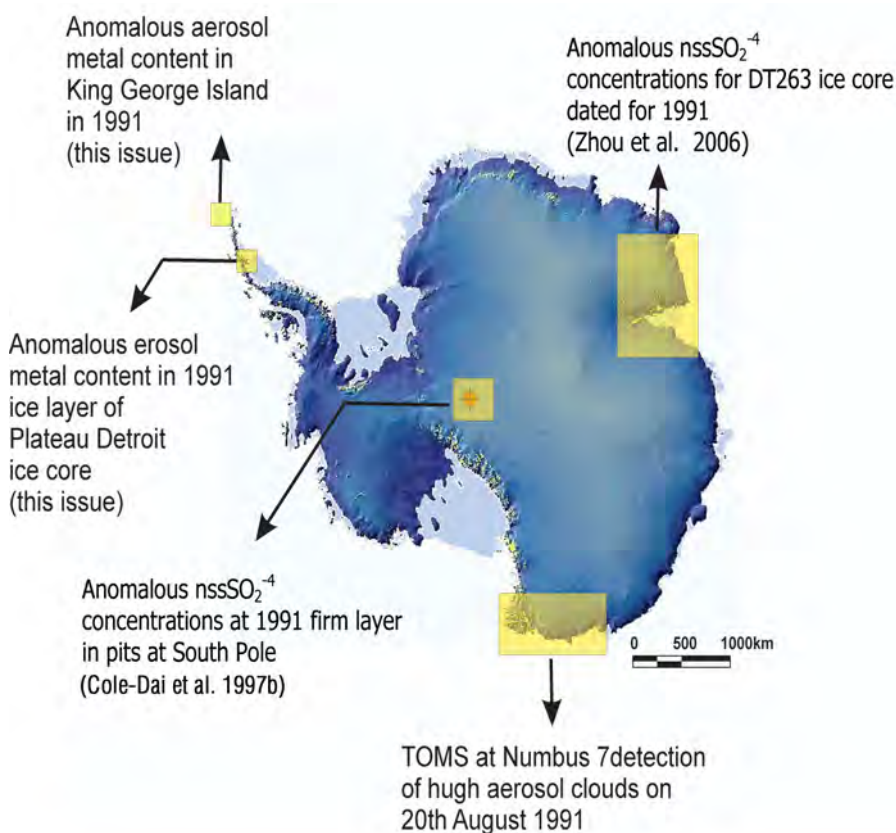 Anomalous aerosol
metal content in
King George Island
in 1991
(this issue)
Anomalous nssSO₂⁻⁴
concentrations for DT263 ice core
dated for 1991
(Zhou et al. 2006)
Anomalous erosol
metal content in 1991
ice layer of
Plateau Detroit
ice core
(this issue)
Anomalous nssSO₂⁻⁴
concentrations at 1991 firm layer
in pits at South Pole
(Cole-Dai et al. 1997b)
0 500 1000km
TOMS at Numbus 7detection
of hugh aerosol clouds on
20th August 1991